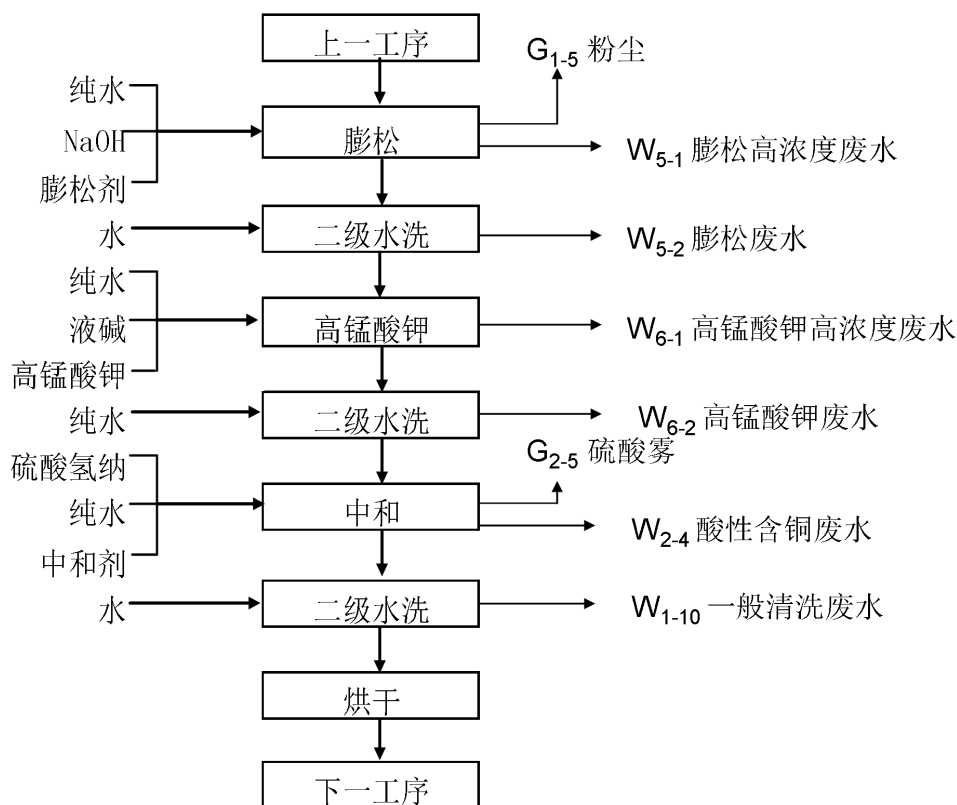 上一工序
G1-5 粉尘
纯水
NaOH
膨松剂
膨松
W5-1 膨松高浓度废水
水
二级水洗
W5-2 膨松废水
纯水
液碱
高锰酸钾
高锰酸钾
W6-1 高锰酸钾高浓度废水
纯水
二级水洗
W6-2 高锰酸钾废水
G2-5 硫酸雾
硫酸氢纳
纯水
中和剂
中和
W2-4 酸性含铜废水
水
二级水洗
W1-10 一般清洗废水
烘干
下一工序